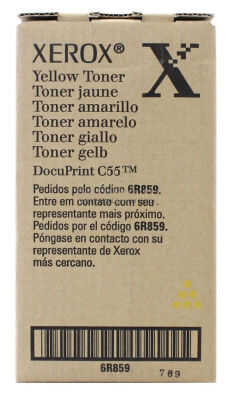 XEROX®
X
Yellow Toner
Toner jaune
Toner amarillo
Toner amarelo
Toner giallo
Toner gelb
DocuPrint C55™
Pedidos pelo código 6R859.
Entre em contato com seu
representante mais próximo.
Pedidos por el código 6R859.
Póngase en contacto con su
representante de Xerox
más cercano.
6R859
789